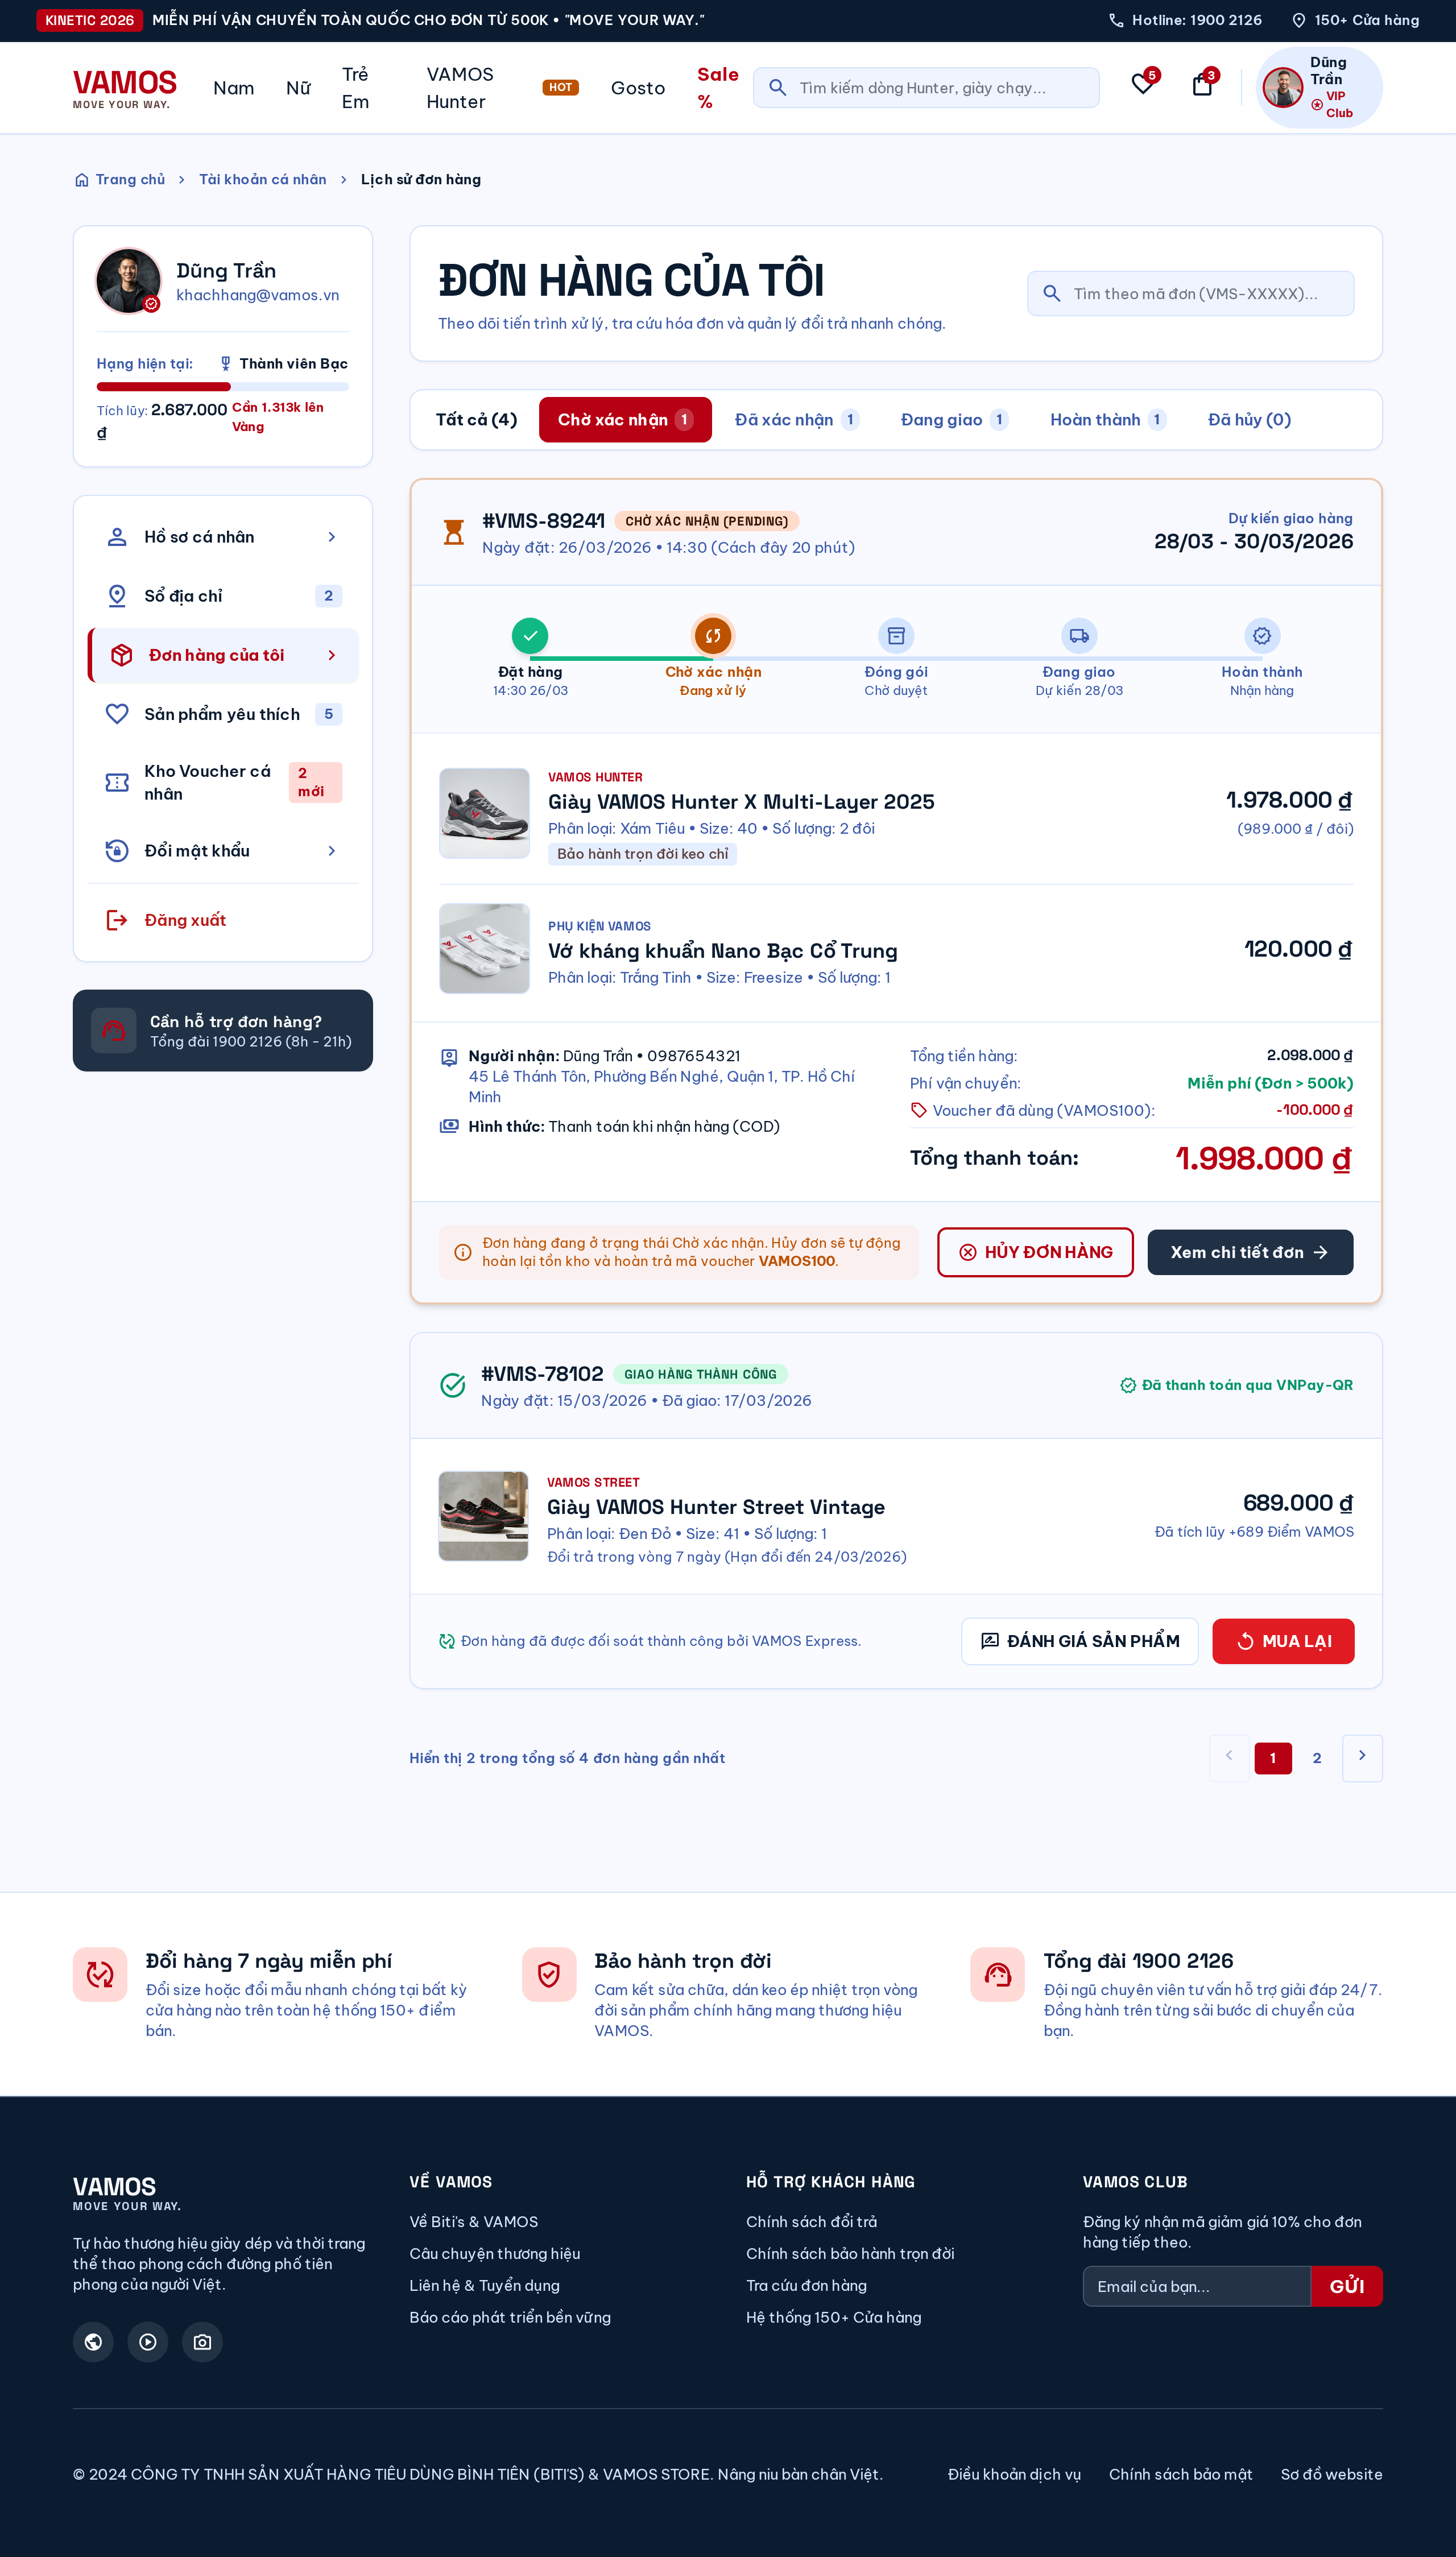 KINETIC 2026 MIỄN PHÍ VẬN CHUYỂN TOÀN QUỐC CHO ĐƠN TỪ 500K • "MOVE YOUR WAY."
Hotline: 1900 2126
150+ Cửa hàng
VAMOS
MOVE YOUR WAY.
Nam
Nữ
Trẻ
Em
VAMOS
Hunter
HOT
Gosto
Sale
%
Tìm kiếm dòng Hunter, giày chạy...
5
3
Dũng
Trần
VIP
Club
Trang chủ
Tài khoản cá nhân
Lịch sử đơn hàng
Dũng Trần
khachhang@vamos.vn
Hạng hiện tại:
Thành viên Bạc
Tích lũy: 2.687.000
₫
Cần 1.313k lên
Vàng
Hồ sơ cá nhân
Sổ địa chỉ
2
Đơn hàng của tôi
Sản phẩm yêu thích
5
Kho Voucher cá
nhân
2
mới
Đổi mật khẩu
Đăng xuất
Cần hỗ trợ đơn hàng?
Tổng đài 1900 2126 (8h - 21h)
ĐƠN HÀNG CỦA TÔI
Theo dõi tiến trình xử lý, tra cứu hóa đơn và quản lý đổi trả nhanh chóng.
Tìm theo mã đơn (VMS-XXXXX)...
Tất cả (4)
Chờ xác nhận 1
Đã xác nhận 1
Đang giao 1
Hoàn thành 1
Đã hủy (0)
#VMS-89241 CHỜ XÁC NHẬN (PENDING)
Ngày đặt: 26/03/2026 • 14:30 (Cách đây 20 phút)
Dự kiến giao hàng
28/03 - 30/03/2026
Đặt hàng
14:30 26/03
Chờ xác nhận
Đang xử lý
Đóng gói
Chờ duyệt
Đang giao
Dự kiến 28/03
Hoàn thành
Nhận hàng
VAMOS HUNTER
Giày VAMOS Hunter X Multi-Layer 2025
Phân loại: Xám Tiêu • Size: 40 • Số lượng: 2 đôi
Bảo hành trọn đời keo chỉ
1.978.000 ₫
(989.000 ₫ / đôi)
PHỤ KIỆN VAMOS
Vớ kháng khuẩn Nano Bạc Cổ Trung
Phân loại: Trắng Tinh • Size: Freesize • Số lượng: 1
120.000 ₫
Người nhận: Dũng Trần • 0987654321
45 Lê Thánh Tôn, Phường Bến Nghé, Quận 1, TP. Hồ Chí
Minh
Hình thức: Thanh toán khi nhận hàng (COD)
Tổng tiền hàng:
2.098.000 ₫
Phí vận chuyển:
Miễn phí (Đơn > 500k)
Voucher đã dùng (VAMOS100):
-100.000 ₫
Tổng thanh toán:
1.998.000 ₫
Đơn hàng đang ở trạng thái Chờ xác nhận. Hủy đơn sẽ tự động
hoàn lại tồn kho và hoàn trả mã voucher VAMOS100.
HỦY ĐƠN HÀNG
Xem chi tiết đơn
#VMS-78102 GIAO HÀNG THÀNH CÔNG
Ngày đặt: 15/03/2026 • Đã giao: 17/03/2026
Đã thanh toán qua VNPay-QR
VAMOS STREET
Giày VAMOS Hunter Street Vintage
Phân loại: Đen Đỏ • Size: 41 • Số lượng: 1
Đổi trả trong vòng 7 ngày (Hạn đổi đến 24/03/2026)
689.000 ₫
Đã tích lũy +689 Điểm VAMOS
Đơn hàng đã được đối soát thành công bởi VAMOS Express.
ĐÁNH GIÁ SẢN PHẨM
MUA LẠI
Hiển thị 2 trong tổng số 4 đơn hàng gần nhất
1
2
Đổi hàng 7 ngày miễn phí
Đổi size hoặc đổi mẫu nhanh chóng tại bất kỳ
cửa hàng nào trên toàn hệ thống 150+ điểm
bán.
Bảo hành trọn đời
Cam kết sửa chữa, dán keo ép nhiệt trọn vòng
đời sản phẩm chính hãng mang thương hiệu
VAMOS.
Tổng đài 1900 2126
Đội ngũ chuyên viên tư vấn hỗ trợ giải đáp 24/7.
Đồng hành trên từng sải bước di chuyển của
bạn.
VAMOS
MOVE YOUR WAY.
Tự hào thương hiệu giày dép và thời trang
thể thao phong cách đường phố tiên
phong của người Việt.
VỀ VAMOS
Về Biti's & VAMOS
Câu chuyện thương hiệu
Liên hệ & Tuyển dụng
Báo cáo phát triển bền vững
HỖ TRỢ KHÁCH HÀNG
Chính sách đổi trả
Chính sách bảo hành trọn đời
Tra cứu đơn hàng
Hệ thống 150+ Cửa hàng
VAMOS CLUB
Đăng ký nhận mã giảm giá 10% cho đơn
hàng tiếp theo.
Email của bạn...
GỬI
© 2024 CÔNG TY TNHH SẢN XUẤT HÀNG TIÊU DÙNG BÌNH TIÊN (BITI'S) & VAMOS STORE. Nâng niu bàn chân Việt.
Điều khoản dịch vụ
Chính sách bảo mật
Sơ đồ website